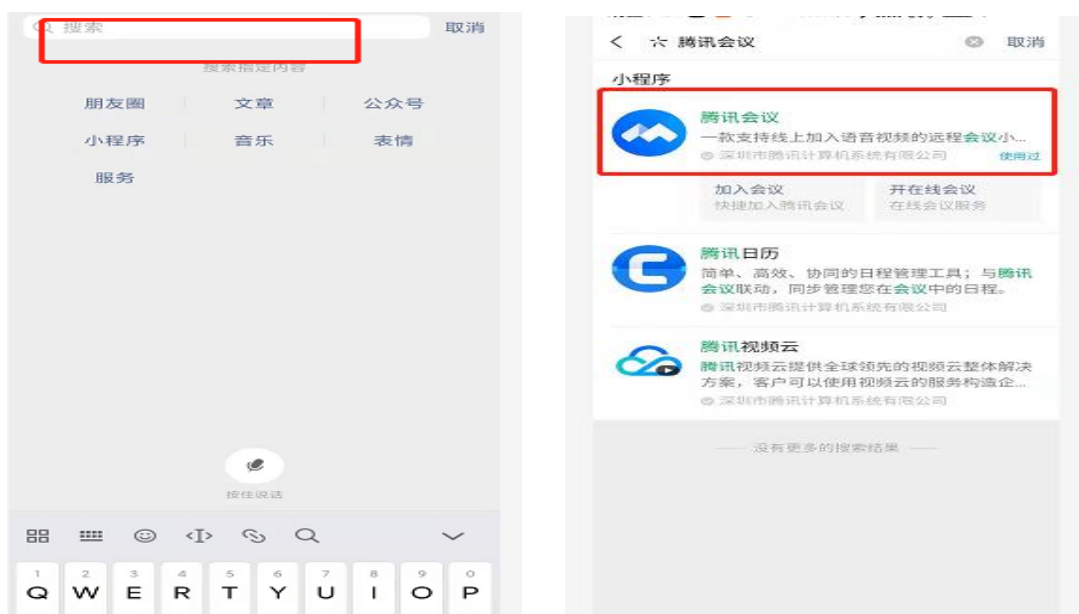 搜索
取消
搜索指定内容
朋友圈 文章 公众号
小程序 音乐 表情
服务
按住说话
1 2 3 4 5 6 7 8 9 0
Q W E R T Y U I O P
腾讯会议
取消
小程序
腾讯会议
一款支持线上加入语音视频的远程会议小...
深圳市腾讯计算机系统有限公司 使用过
加入会议 开在线会议
快捷加入腾讯会议 在线会议服务
腾讯日历
简单、高效、协同的日程管理工具；与腾讯
会议联动，同步管理您在会议中的日程。
深圳市腾讯计算机系统有限公司
腾讯视频云
腾讯视频云提供全球领先的视频云整体解决
方案，客户可以使用视频云的服务构造企...
深圳市腾讯计算机系统有限公司
没有更多的搜索结果